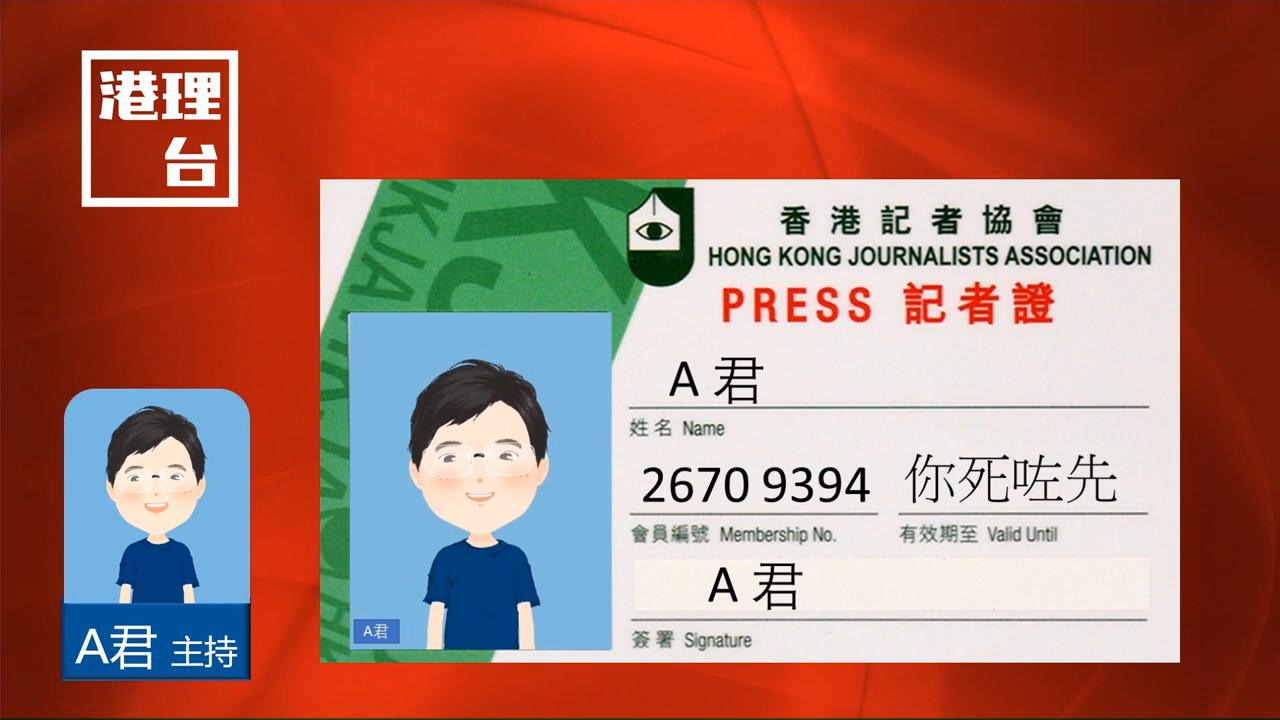 港理
台
香港記者協會
HONG KONG JOURNALISTS ASSOCIATION
PRESS 記者證
A 君
姓名 Name
2670 9394
你死咗先
會員編號 Membership No.
有效期至 Valid Until
A 君
簽署 Signature
A君
A君 主持